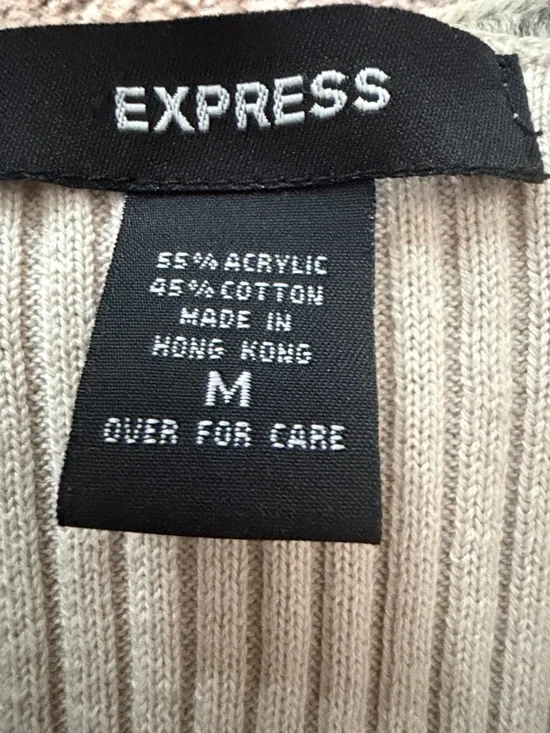 EXPRESS
55% ACRYLIC
45% COTTON
MADE IN
HONG KONG
M
OVER FOR CARE